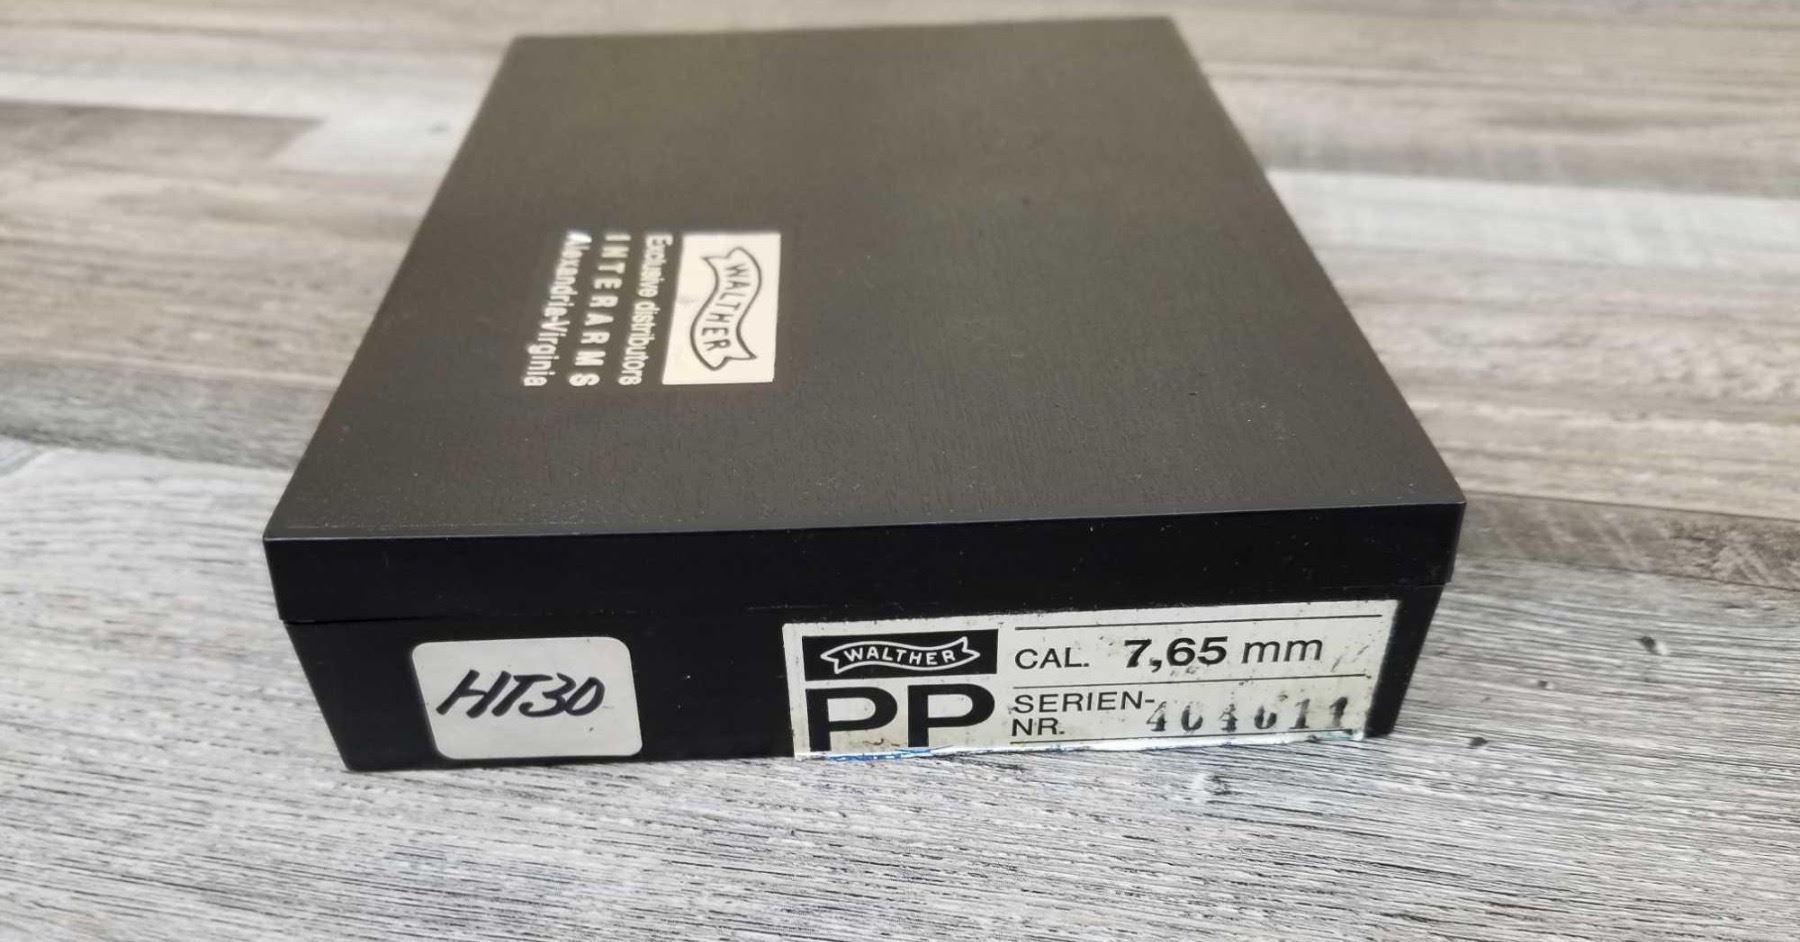 WALTHER
Exclusive distributors
INTERARMS
Alexandria-Virginia
HT30
WALTHER
PP
CAL. 7,65 mm
SERIEN-
NR.